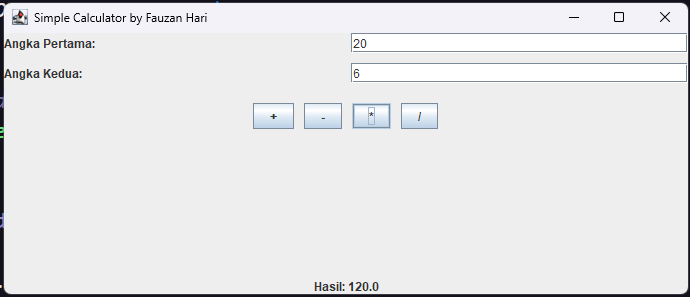 Simple Calculator by Fauzan Hari
Angka Pertama: 20
Angka Kedua: 6
+ - * /
Hasil: 120.0